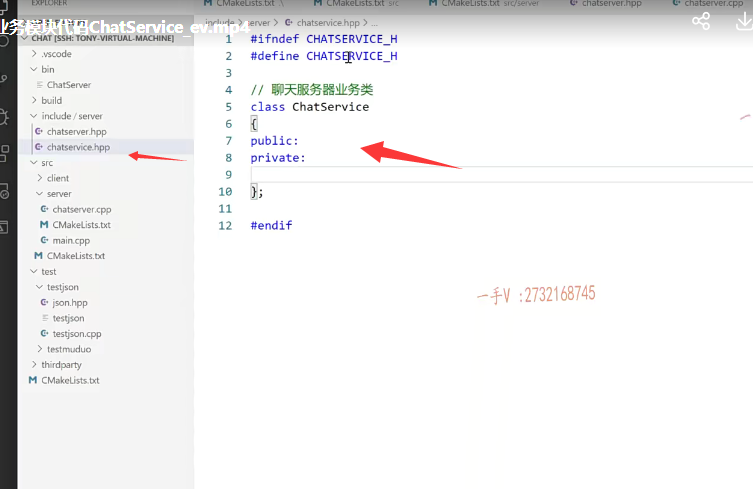 EXPLORER
业务模块代码ChatService_ev.mp4
CHAT [SSH: TONY-VIRTUAL-MACHINE]
.vscode
bin
ChatServer
build
include / server
chatserver.hpp
chatservice.hpp
src
client
server
chatserver.cpp
CMakeLists.txt
main.cpp
CMakeLists.txt
test
testjson
json.hpp
testjson
testjson.cpp
testmuduo
thirdparty
CMakeLists.txt
CMakeLists.txt .\
CMakeLists.txt src
CMakeLists.txt src/server
chatserver.hpp
chatserver.cpp
include > server > chatservice.hpp > ...
1 #ifndef CHATSERVICE_H
2 #define CHATSERVICE_H
3
4 // 聊天服务器业务类
5 class ChatService
6 {
7 public:
8 private:
9
10 };
11
12 #endif
一手V :2732168745